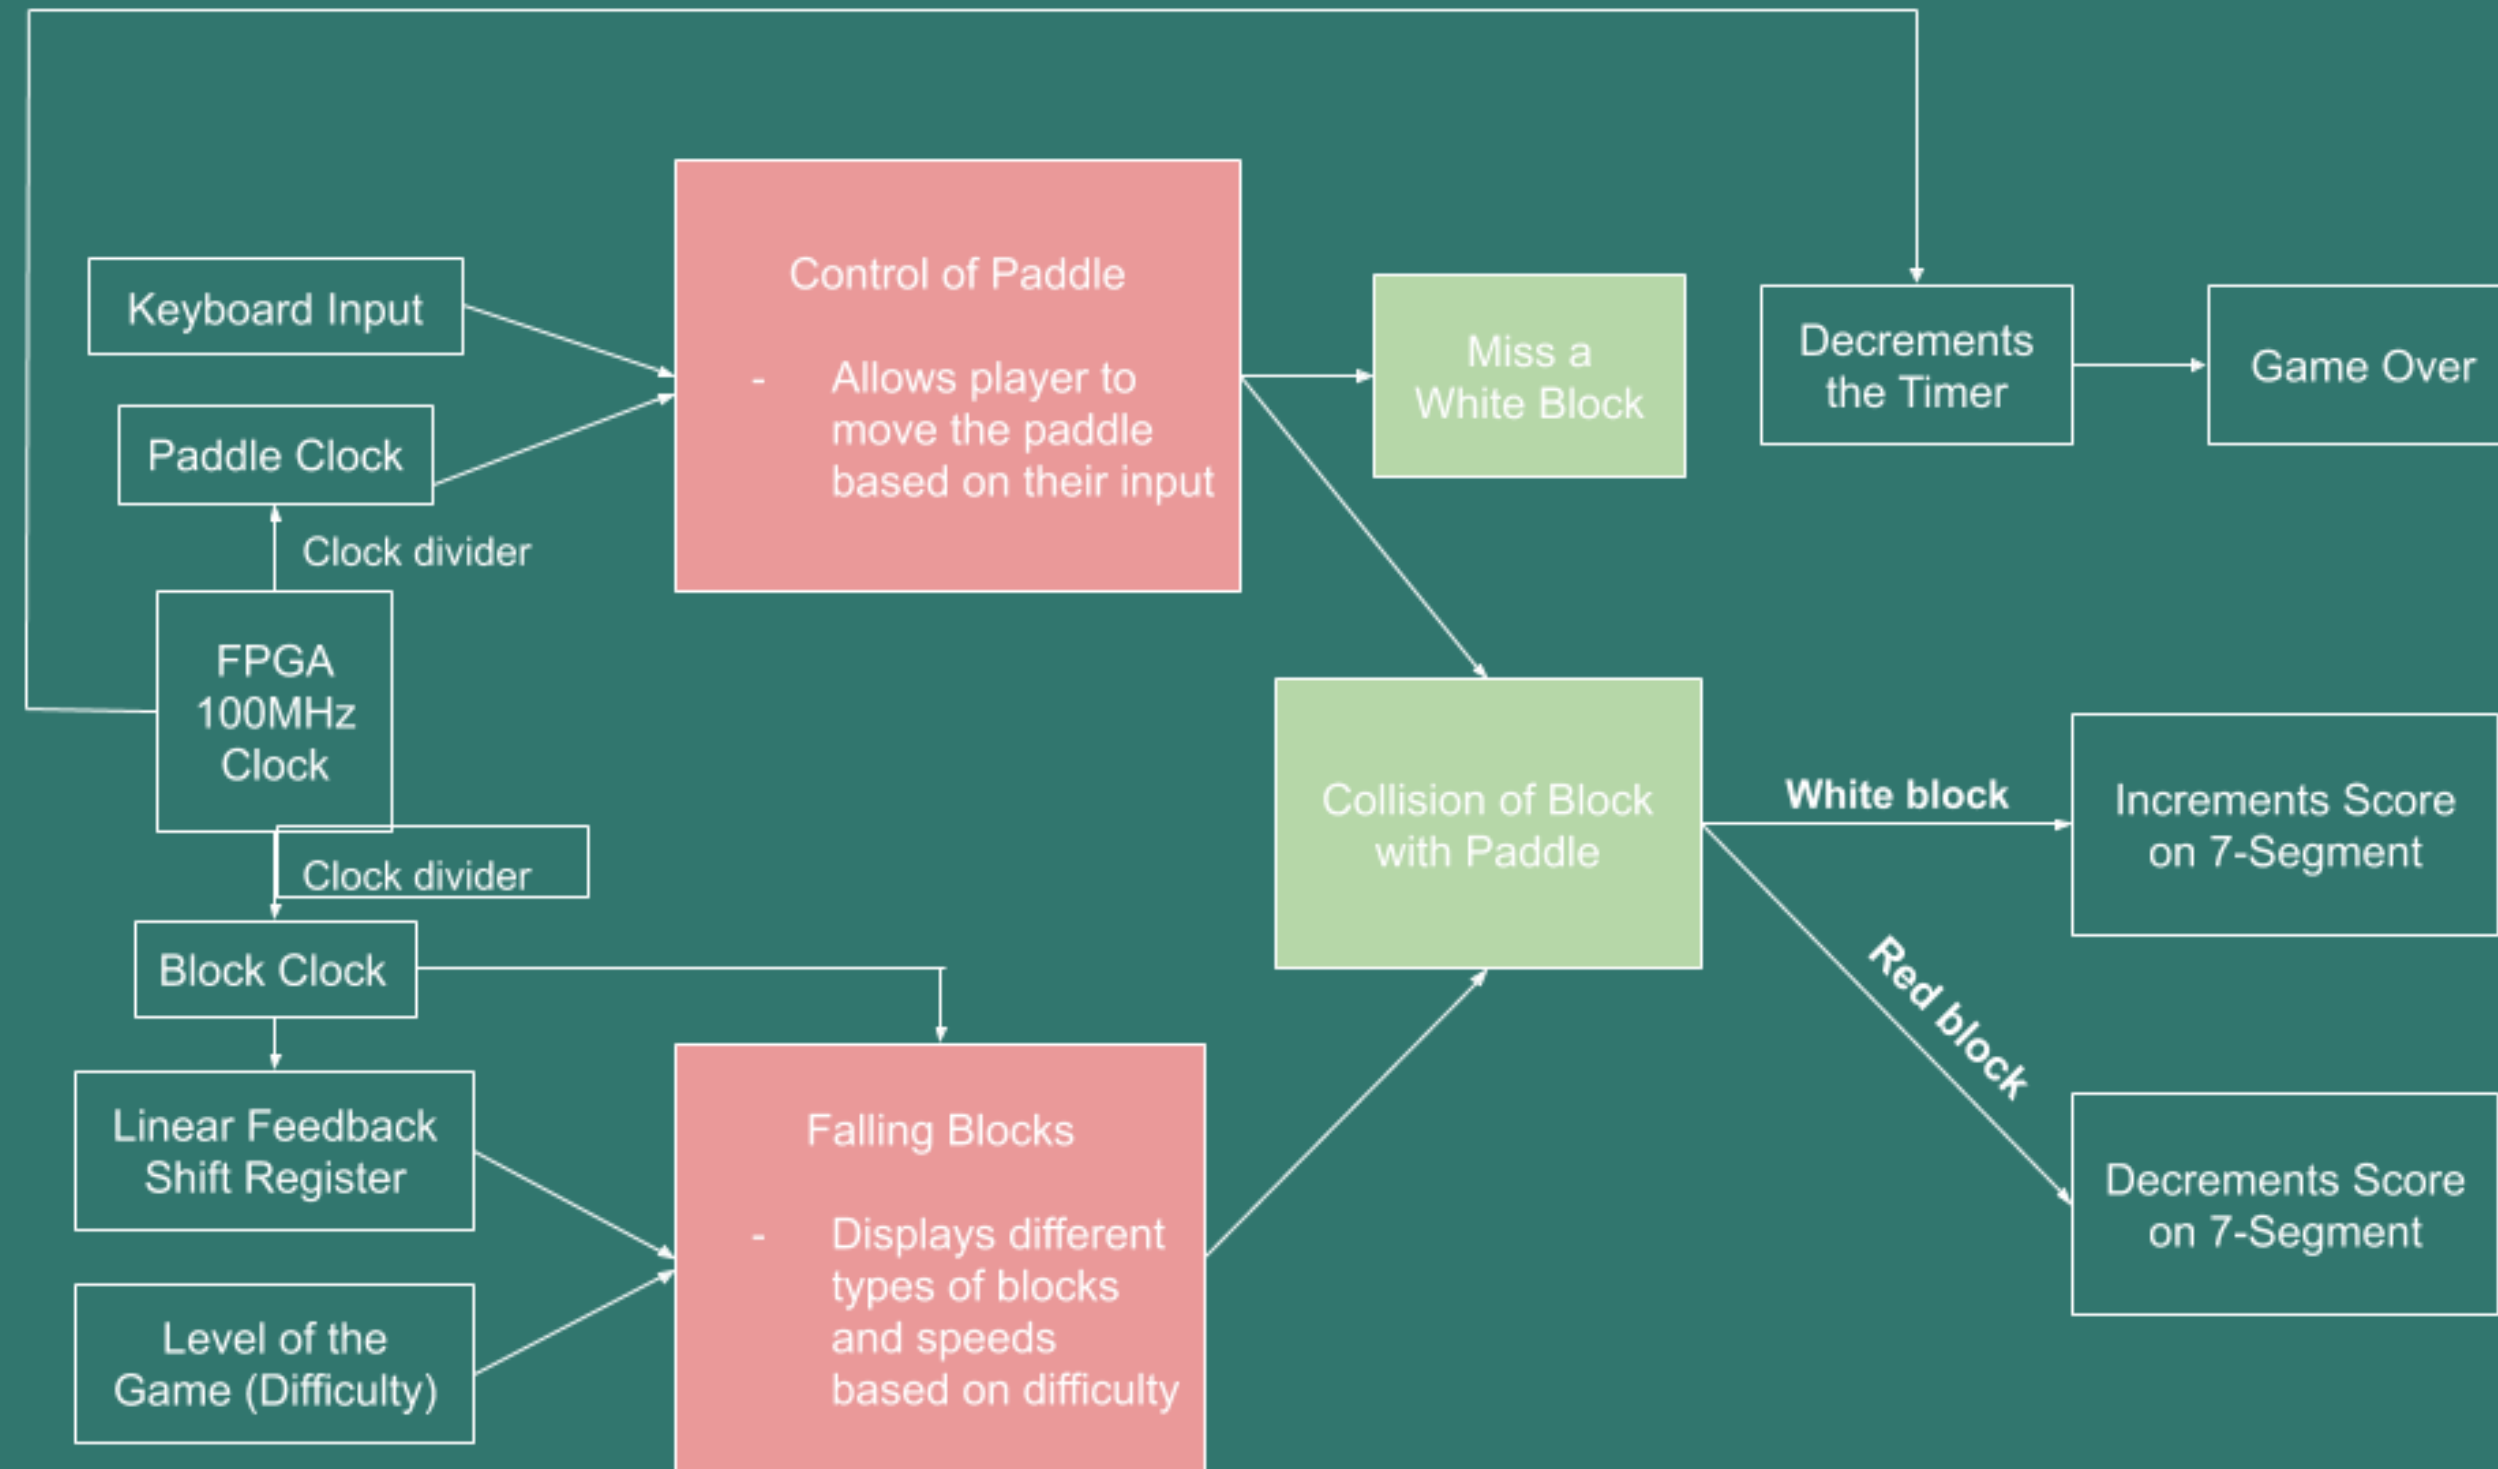 Keyboard Input
Paddle Clock
Clock divider
FPGA
100MHz
Clock
Clock divider
Block Clock
Linear Feedback
Shift Register
Level of the
Game (Difficulty)
Control of Paddle
- Allows player to
move the paddle
based on their input
Falling Blocks
- Displays different
types of blocks
and speeds
based on difficulty
Miss a
White Block
Collision of Block
with Paddle
Decrements
the Timer
Game Over
White block
Increments Score
on 7-Segment
Red block
Decrements Score
on 7-Segment